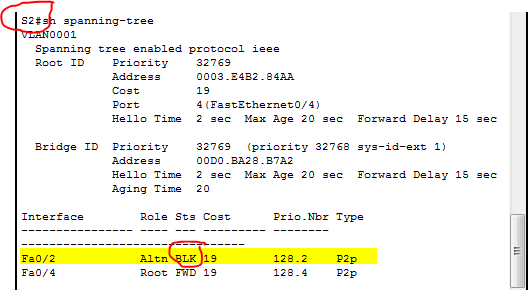 S2#sh spanning-tree
VLAN0001
Spanning tree enabled protocol ieee
Root ID Priority 32769
Address 0003.E4B2.84AA
Cost 19
Port 4(FastEthernet0/4)
Hello Time 2 sec Max Age 20 sec Forward Delay 15 sec
Bridge ID Priority 32769 (priority 32768 sys-id-ext 1)
Address 00D0.BA28.B7A2
Hello Time 2 sec Max Age 20 sec Forward Delay 15 sec
Aging Time 20
Interface Role Sts Cost Prio.Nbr Type
---------------- ---- --- --------- -------- --------------------------------
Fa0/2 Altn BLK 19 128.2 P2p
Fa0/4 Root FWD 19 128.4 P2p